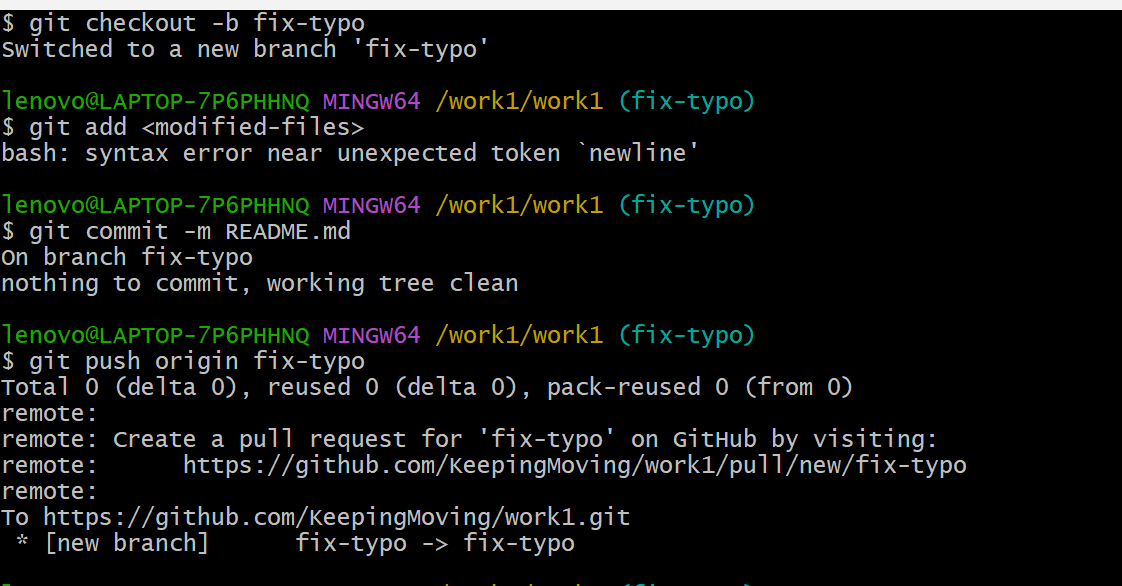 $ git checkout -b fix-typo
Switched to a new branch 'fix-typo'
lenovo@LAPTOP-7P6PHHNQ MINGW64 /work1/work1 (fix-typo)
$ git add <modified-files>
bash: syntax error near unexpected token `newline'
lenovo@LAPTOP-7P6PHHNQ MINGW64 /work1/work1 (fix-typo)
$ git commit -m README.md
On branch fix-typo
nothing to commit, working tree clean
lenovo@LAPTOP-7P6PHHNQ MINGW64 /work1/work1 (fix-typo)
$ git push origin fix-typo
Total 0 (delta 0), reused 0 (delta 0), pack-reused 0 (from 0)
remote:
remote: Create a pull request for 'fix-typo' on GitHub by visiting:
remote:      https://github.com/KeepingMoving/work1/pull/new/fix-typo
remote:
To https://github.com/KeepingMoving/work1.git
 * [new branch]      fix-typo -> fix-typo